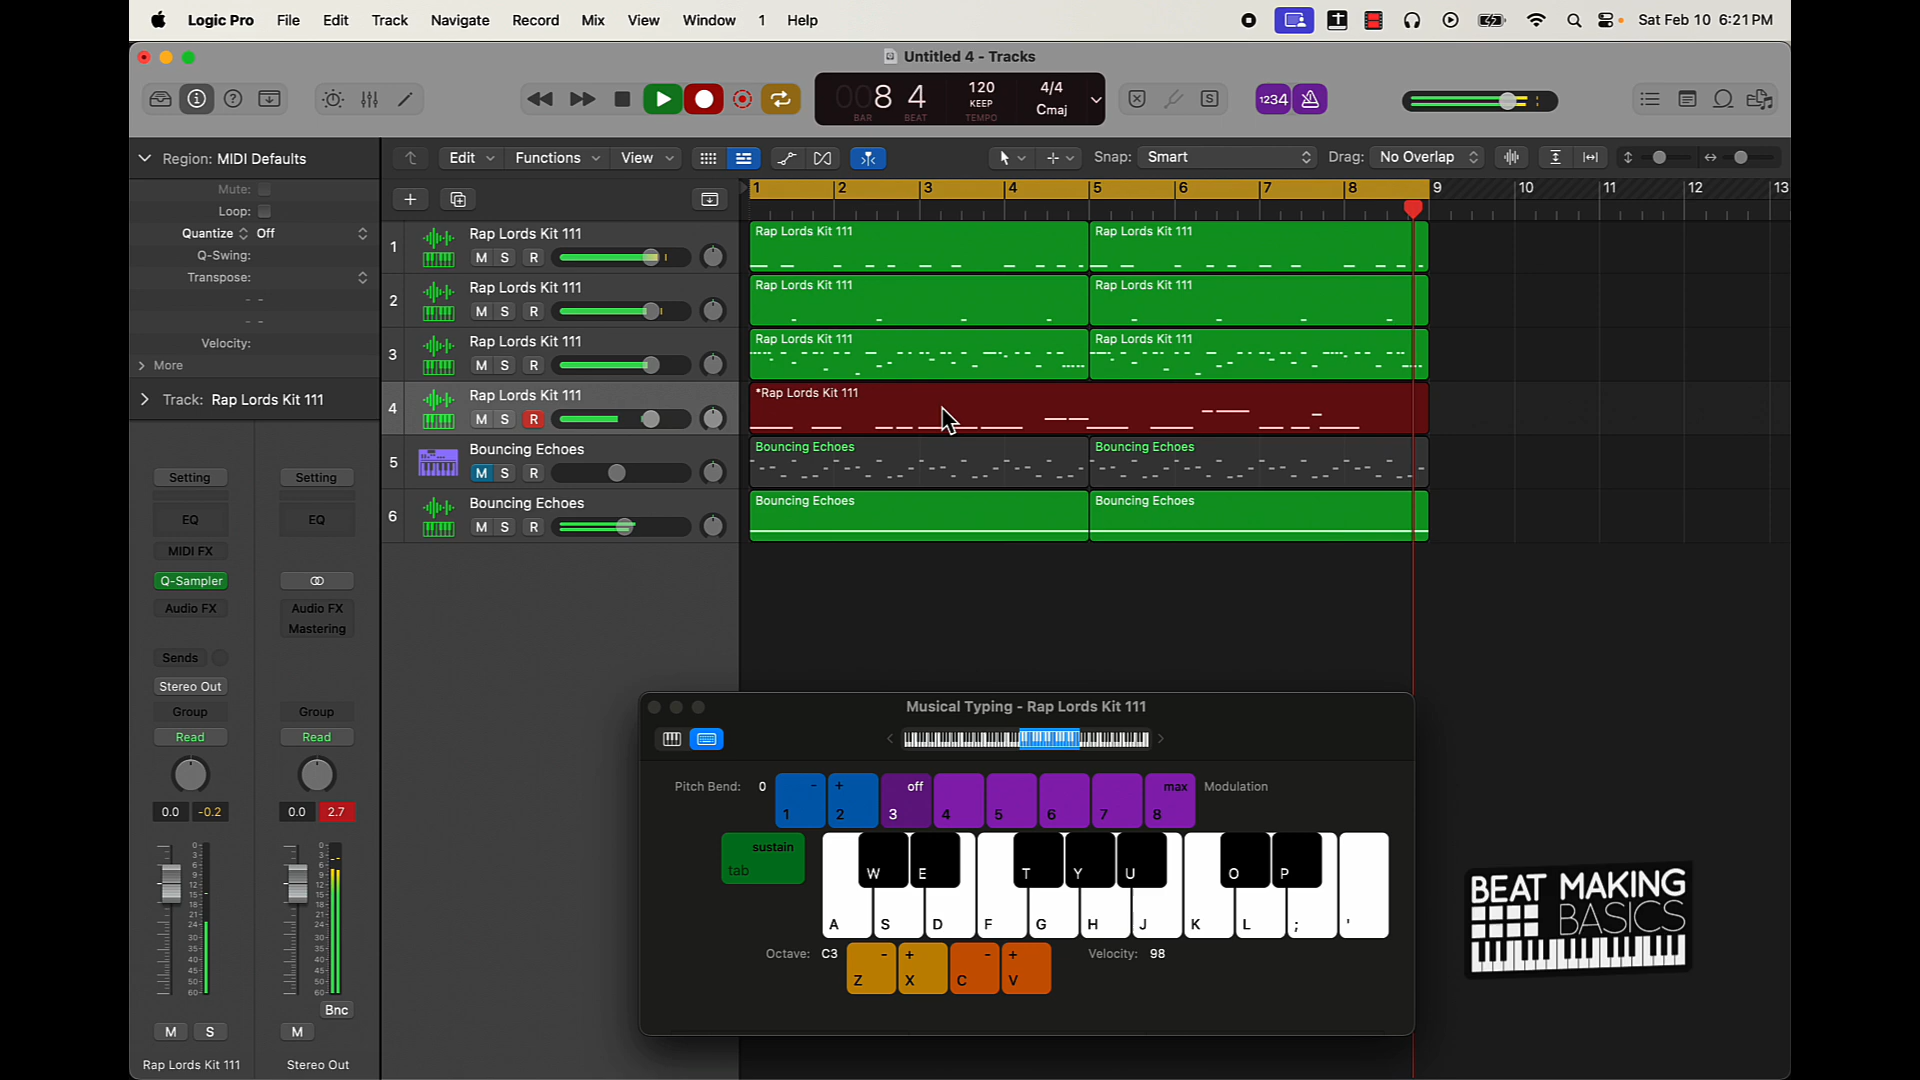 Logic Pro File Edit Track Navigate Record Mix View Window 1 Help Sat Feb 10 6:21 PM
Untitled 4 - Tracks
008 4 120 4/4 1234
KEEP Cmaj
BAR BEAT TEMPO
Region: MIDI Defaults Edit Functions View Snap: Smart Drag: No Overlap
Mute: 1 2 3 4 5 6 7 8 9 10 11 12 13
Loop:
Quantize Off
Q-Swing:
Transpose:
Velocity:
More
Track: Rap Lords Kit 111
1 Rap Lords Kit 111 Rap Lords Kit 111 Rap Lords Kit 111
M S R
2 Rap Lords Kit 111 Rap Lords Kit 111 Rap Lords Kit 111
M S R
3 Rap Lords Kit 111 Rap Lords Kit 111 Rap Lords Kit 111
M S R
4 Rap Lords Kit 111 *Rap Lords Kit 111
M S R
5 Bouncing Echoes Bouncing Echoes Bouncing Echoes
M S R
6 Bouncing Echoes Bouncing Echoes Bouncing Echoes
M S R
Setting Setting
EQ EQ
MIDI FX
Q-Sampler
Audio FX Audio FX
Mastering
Sends
Stereo Out
Group Group
Read Read
0.0 -0.2 0.0 2.7
Bnc
M S M
Rap Lords Kit 111 Stereo Out
Musical Typing - Rap Lords Kit 111
Pitch Bend: 0 - + off max Modulation
1 2 3 4 5 6 7 8
sustain
tab
W E T Y U O P
A S D F G H J K L ; '
Octave: C3 - + - + Velocity: 98
Z X C V
BEAT MAKING
BASICS